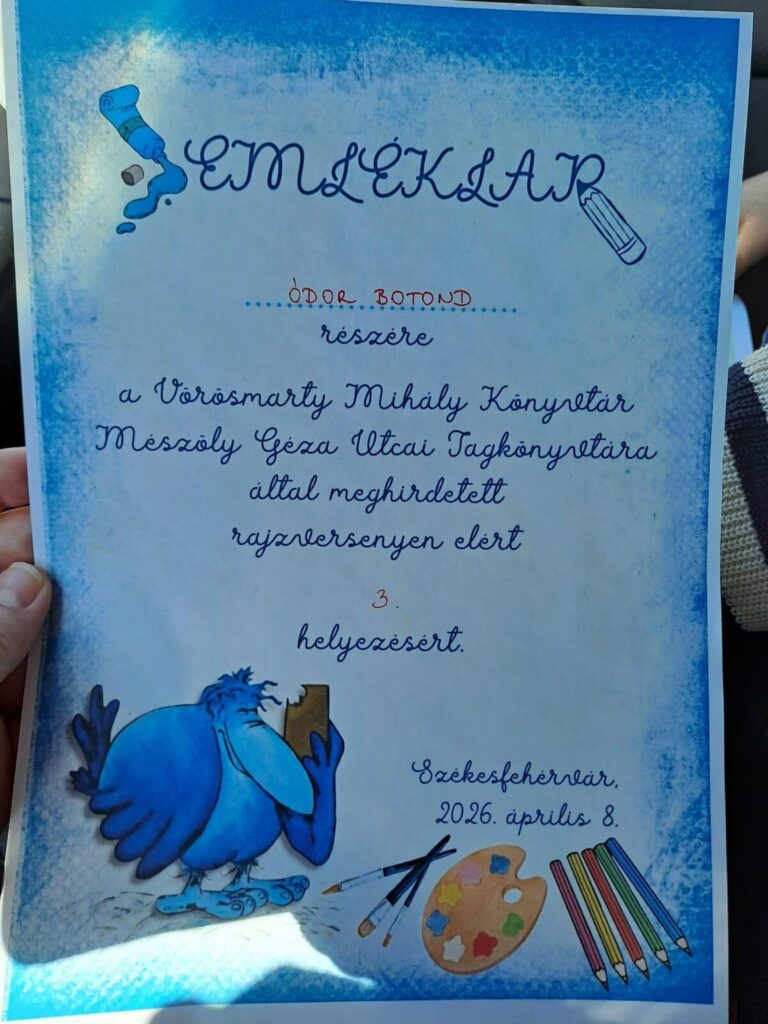 EMLÉKLAP
ÓDOR BOTOND
részére
a Vörösmarty Mihály Könyvtár
Mészöly Géza Utcai Tagkönyvtára
által meghirdetett
rajzversenyen elért
3.
helyezésért.
Székesfehérvár,
2026. április 8.